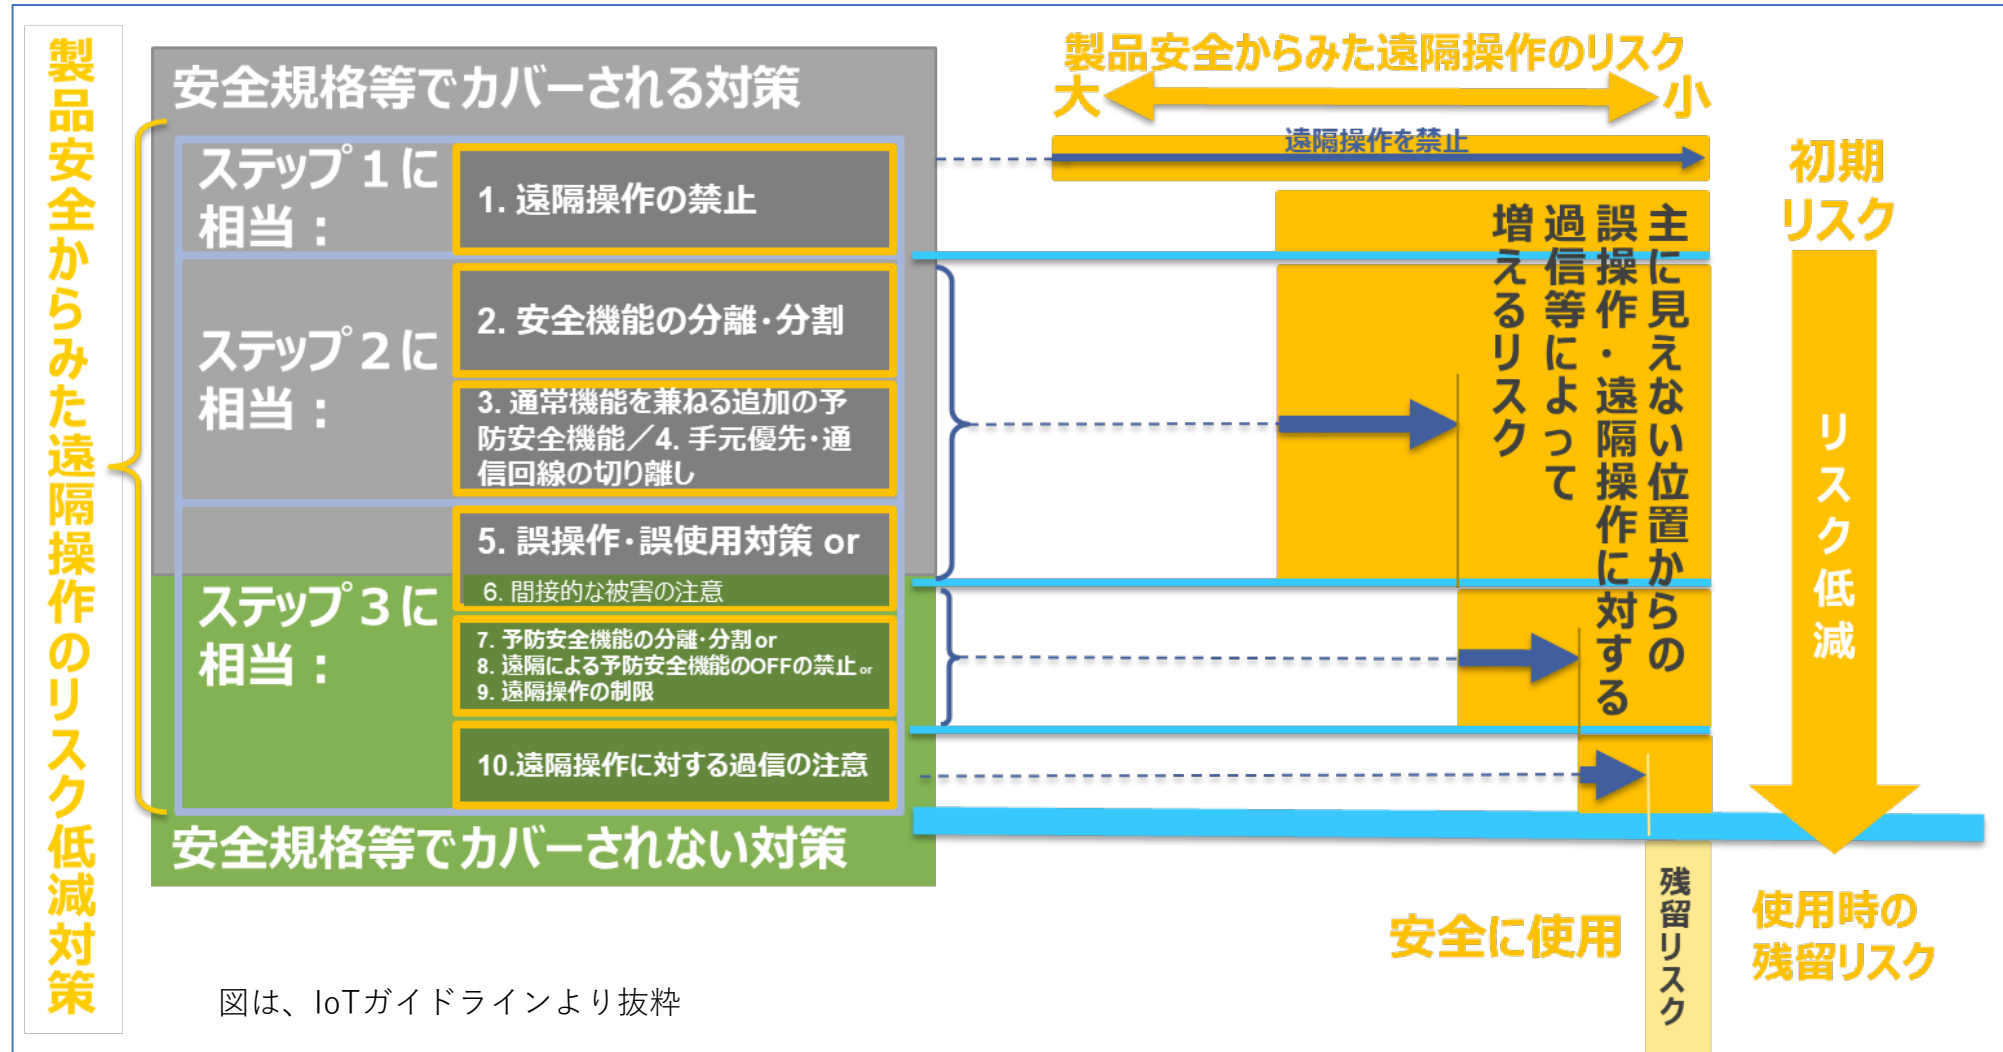 製品安全からみた遠隔操作のリスク低減対策
安全規格等でカバーされる対策
ステップ1に
相当：
1. 遠隔操作の禁止
ステップ2に
相当：
2. 安全機能の分離・分割
3. 通常機能を兼ねる追加の予
防安全機能／4. 手元優先・通
信回線の切り離し
5. 誤操作・誤使用対策 or
6. 間接的な被害の注意
ステップ3に
相当：
7. 予防安全機能の分離・分割or
8. 遠隔による予防安全機能のOFFの禁止or
9. 遠隔操作の制限
10.遠隔操作に対する過信の注意
安全規格等でカバーされない対策
製品安全からみた遠隔操作のリスク
大
小
遠隔操作を禁止
主に見えない位置からの
誤操作・遠隔操作に対する
過信等によって
増えるリスク
初期
リスク
リスク低減
安全に使用
残留リスク
使用時の
残留リスク
図は、IoTガイドラインより抜粋